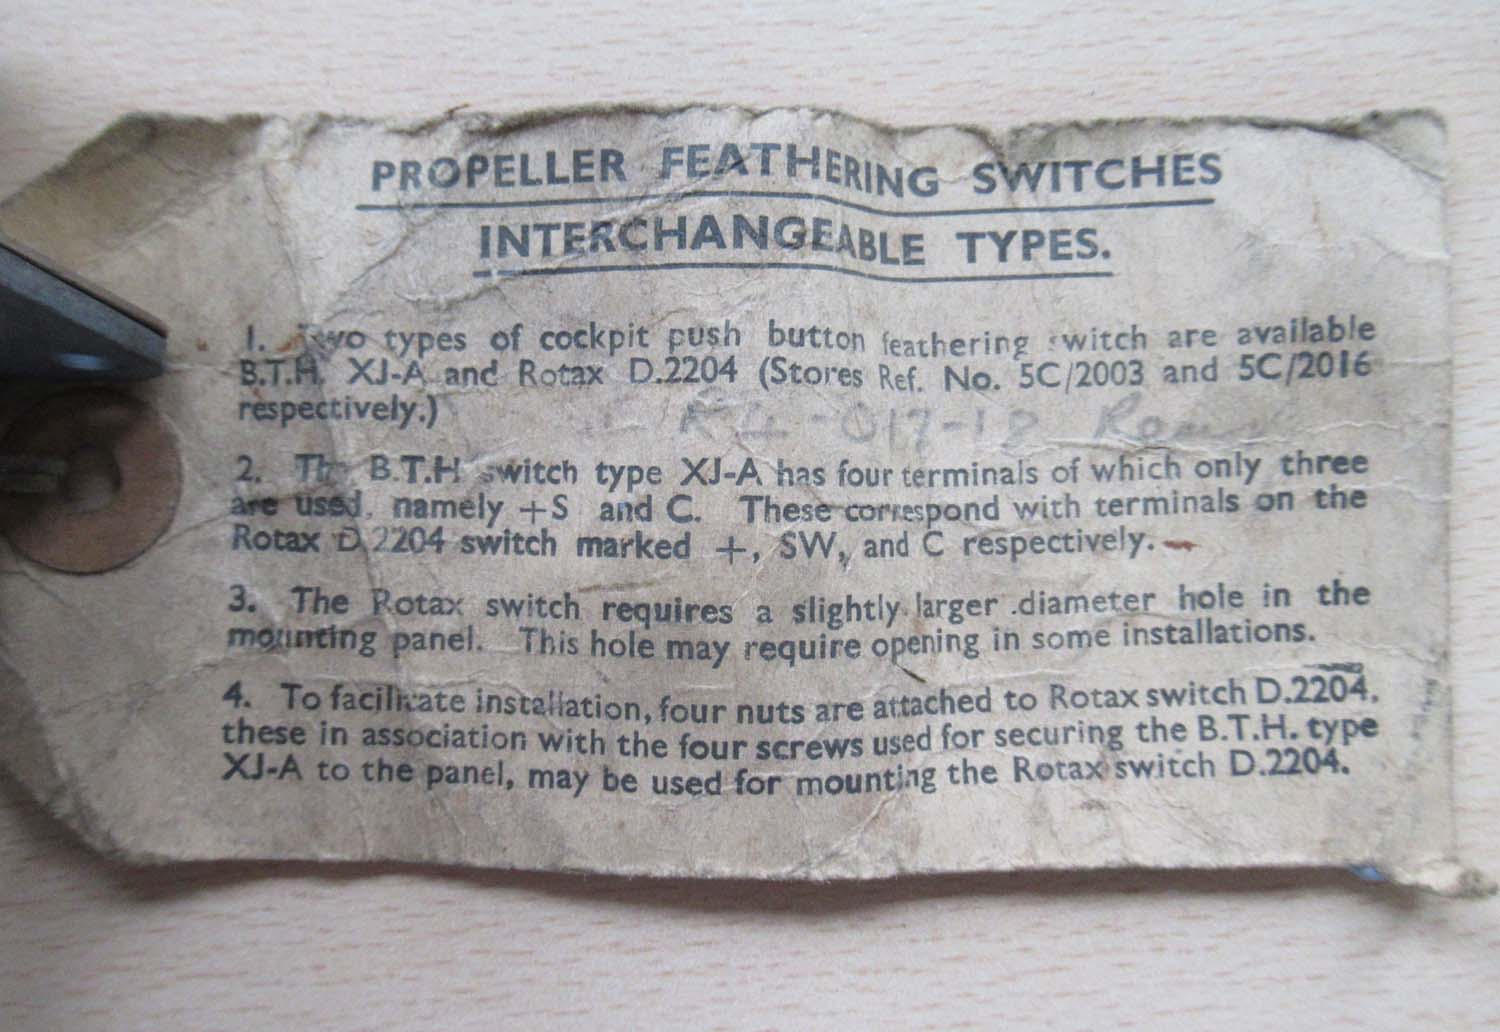 PROPELLER FEATHERING SWITCHES
INTERCHANGEABLE TYPES.
1. Two types of cockpit push button feathering switch are available
B.T.H. XJ-A and Rotax D.2204 (Stores Ref. No. 5C/2003 and 5C/2016
respectively.)
2. The B.T.H switch type XJ-A has four terminals of which only three
are used, namely +S and C. These correspond with terminals on the
Rotax D.2204 switch marked +, SW, and C respectively.
3. The Rotax switch requires a slightly larger diameter hole in the
mounting panel. This hole may require opening in some installations.
4. To facilitate installation, four nuts are attached to Rotax switch D.2204.
these in association with the four screws used for securing the B.T.H. type
XJ-A to the panel, may be used for mounting the Rotax switch D.2204.